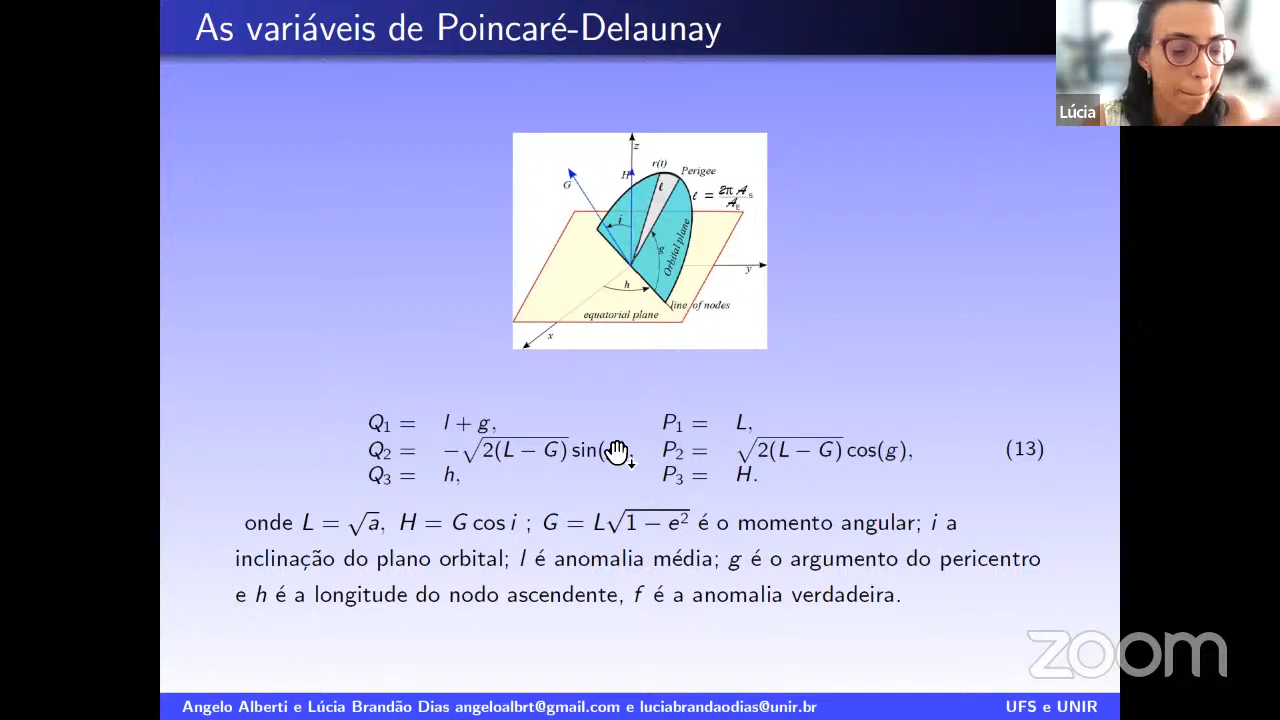 As variáveis de Poincaré-Delaunay
Lúcia
z
G
H
r(t)
Perigee
ℓ
ℓ = 2π A_S / A_E
i
g
Orbital plane
y
h
line of nodes
equatorial plane
x
Q₁ = l + g, P₁ = L,
Q₂ = −√2(L − G) sin( , P₂ = √2(L − G) cos(g), (13)
Q₃ = h, P₃ = H.
onde L = √a, H = G cos i ; G = L√1 − e² é o momento angular; i a
inclinação do plano orbital; l é anomalia média; g é o argumento do pericentro
e h é a longitude do nodo ascendente, f é a anomalia verdadeira.
zoom
Angelo Alberti e Lúcia Brandão Dias angeloalbrt@gmail.com e luciabrandaodias@unir.br UFS e UNIR